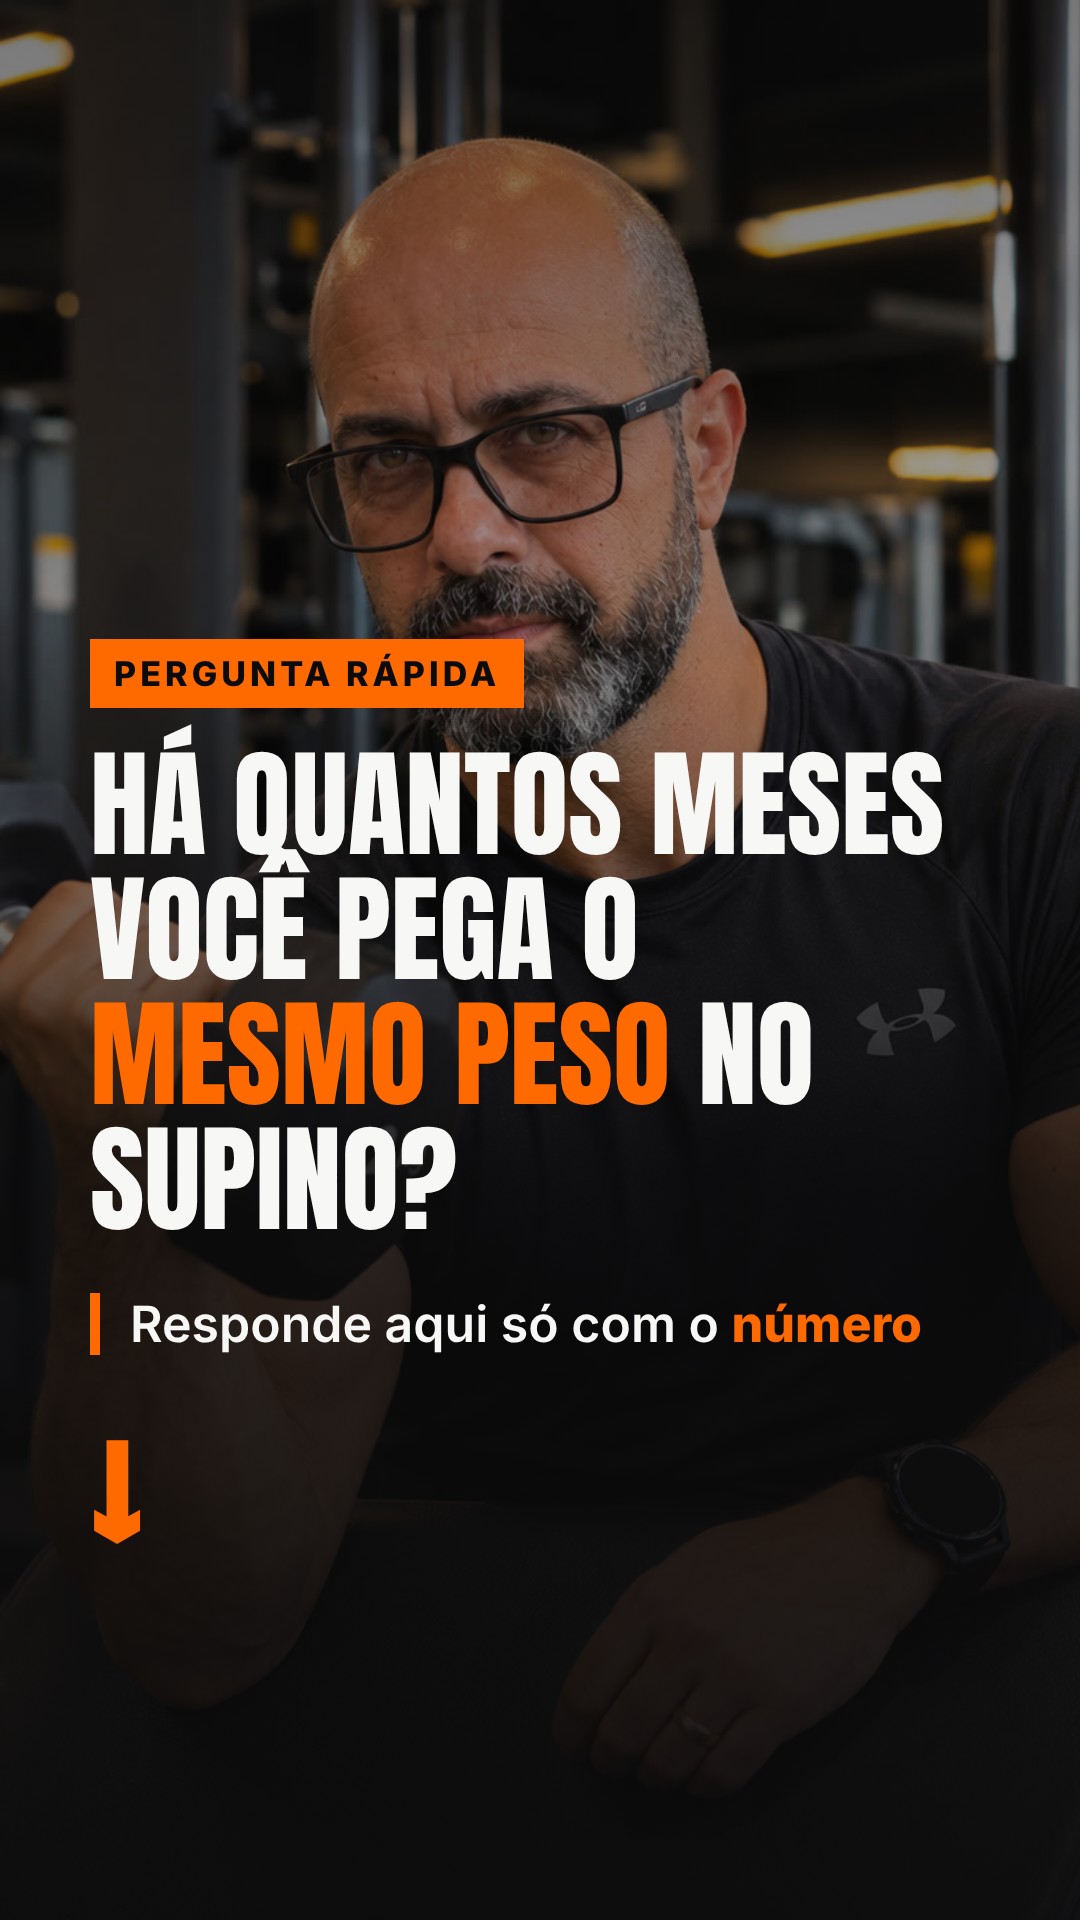 PERGUNTA RÁPIDA
HÁ QUANTOS MESES
VOCÊ PEGA O
MESMO PESO NO
SUPINO?
Responde aqui só com o número